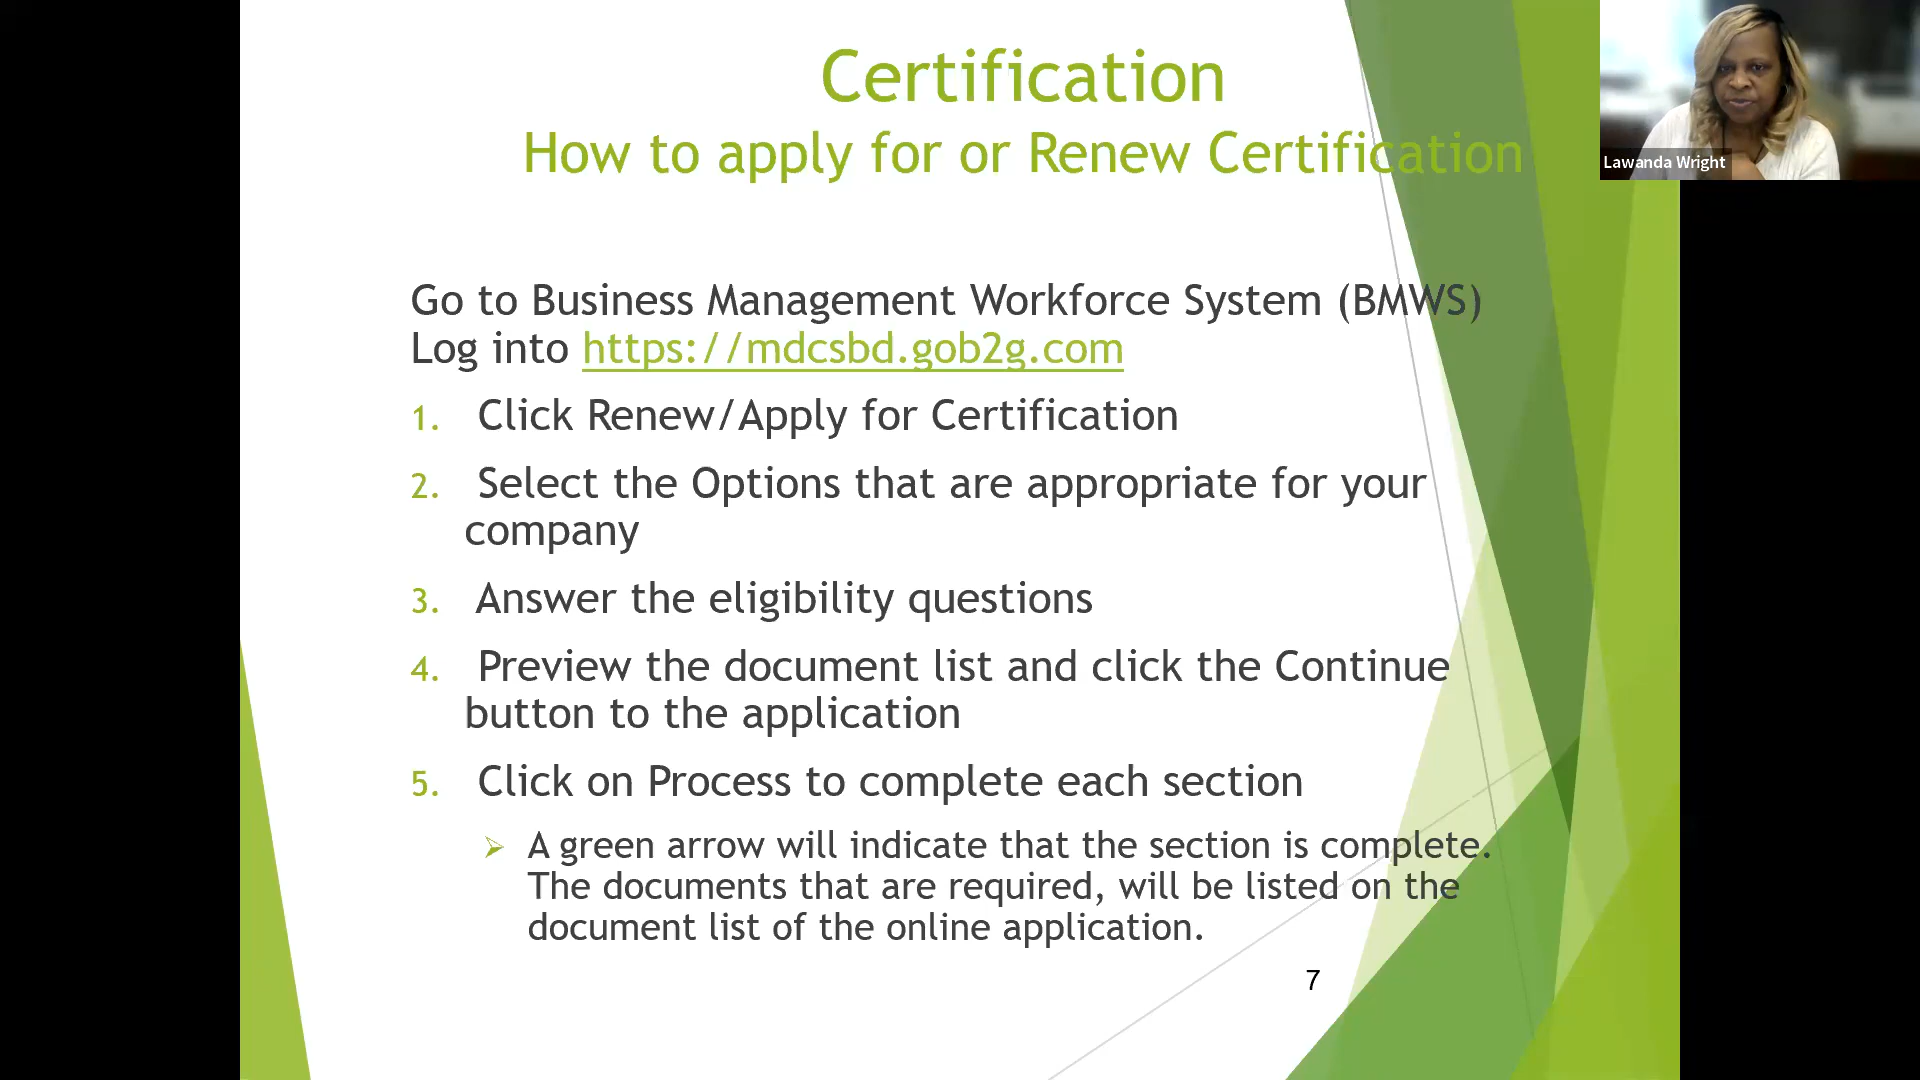 Certification
How to apply for or Renew Certification
Lawanda Wright
Go to Business Management Workforce System (BMWS)
Log into https://mdcsbd.gob2g.com
1. Click Renew/Apply for Certification
2. Select the Options that are appropriate for your
company
3. Answer the eligibility questions
4. Preview the document list and click the Continue
button to the application
5. Click on Process to complete each section
A green arrow will indicate that the section is complete.
The documents that are required, will be listed on the
document list of the online application.
7